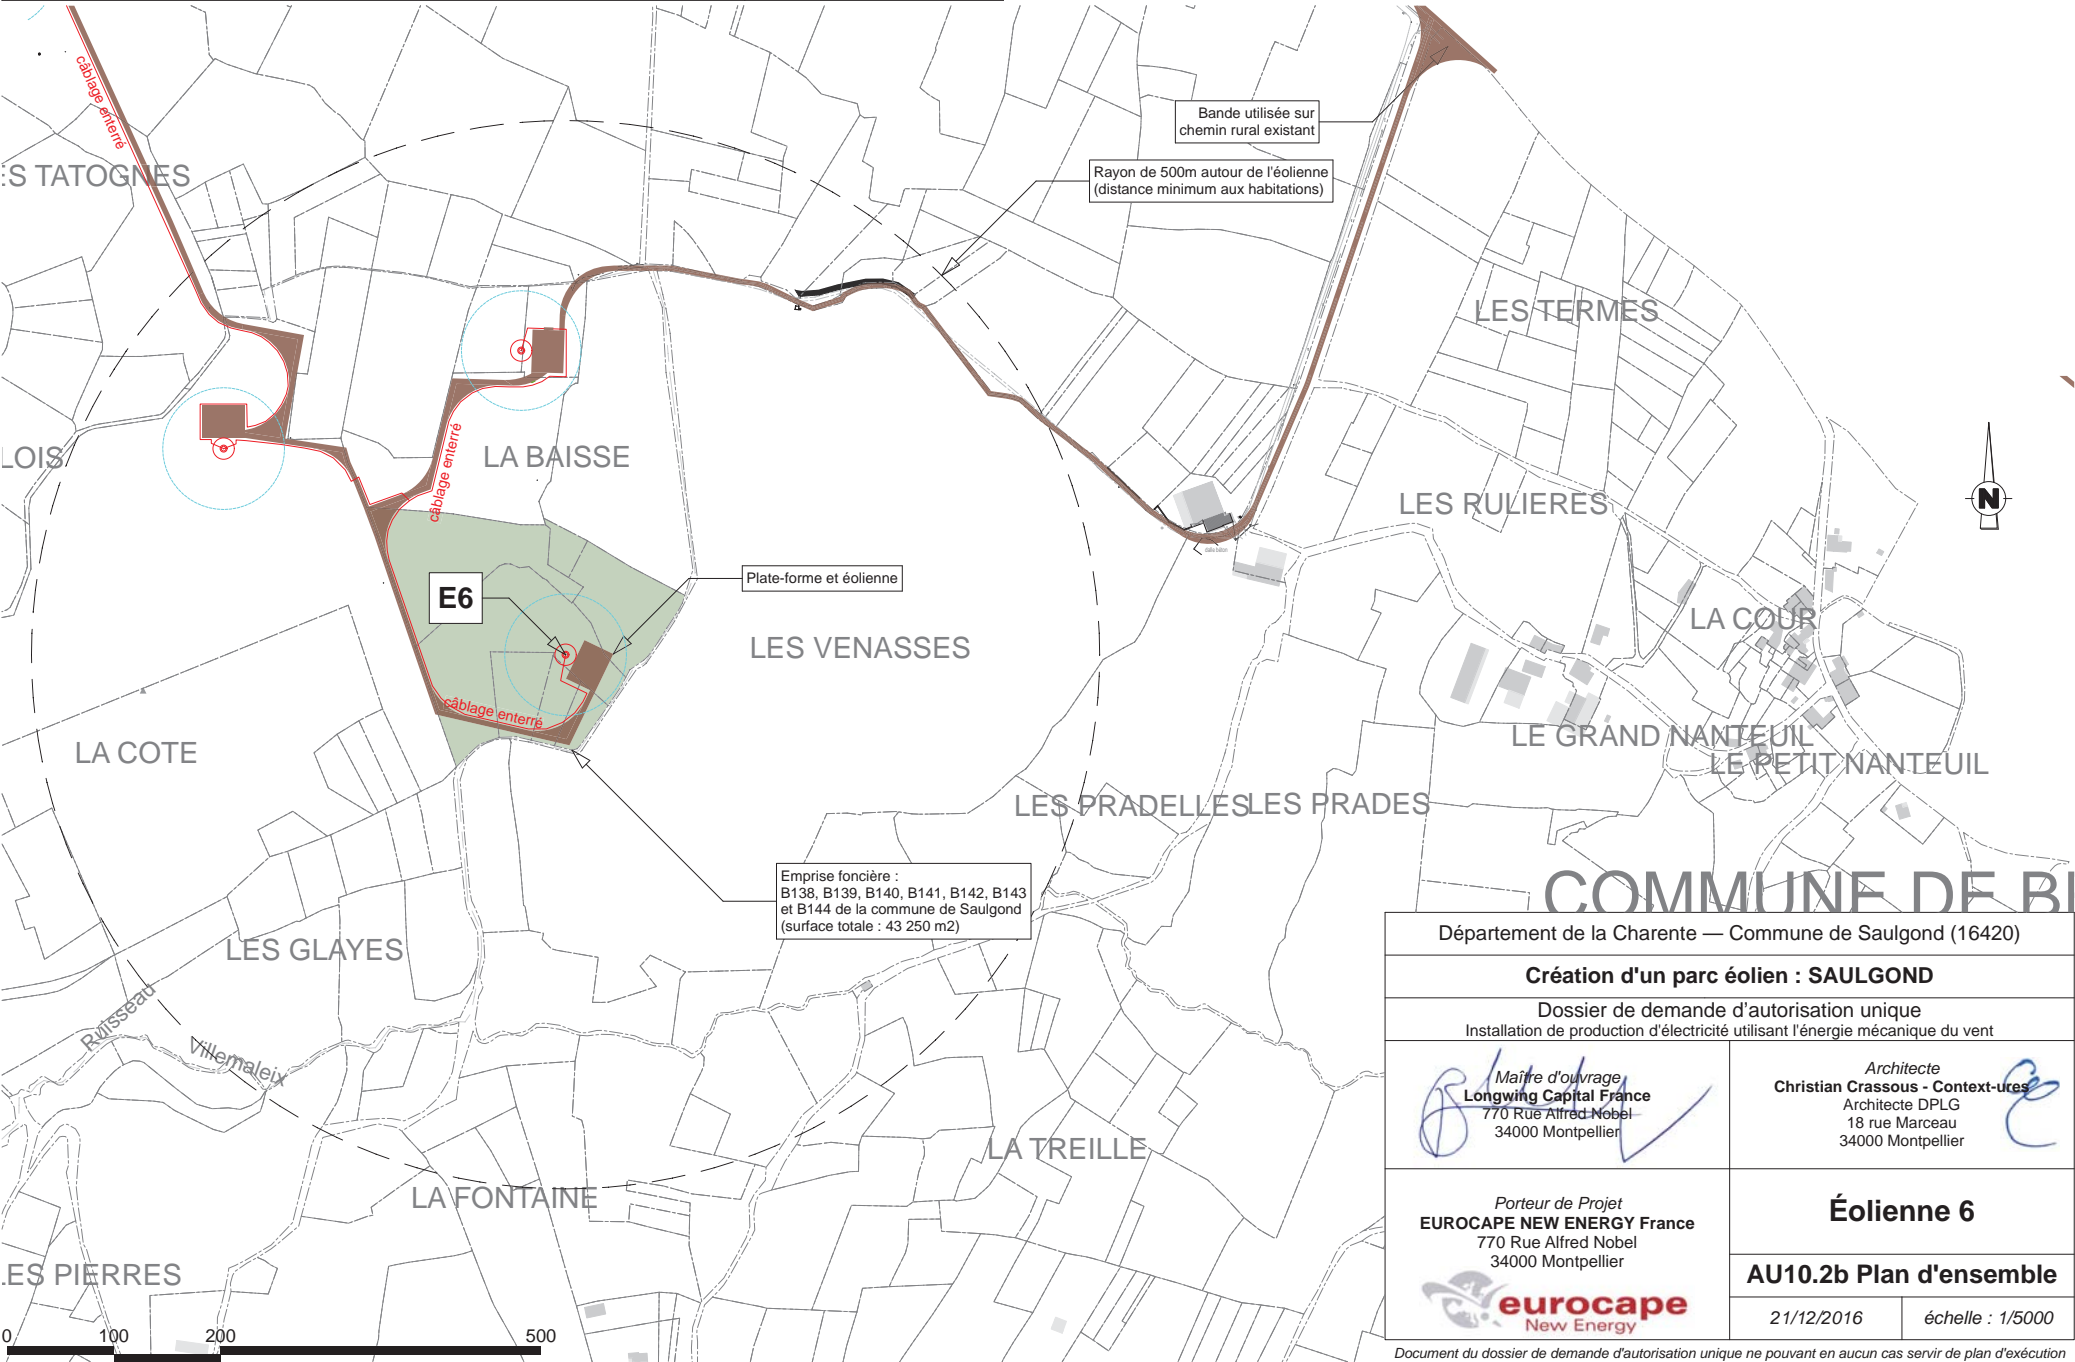 câblage enterré
Bande utilisée sur
chemin rural existant
Rayon de 500m autour de l'éolienne
(distance minimum aux habitations)
ES TATOGNES
LES TERMES
LOIS
LA BAISSE
câblage enterré
LES RULIERES
N
dalle béton
Plate-forme et éolienne
E6
LA COUR
LES VENASSES
câblage enterré
LA COTE
LE GRAND NANTEUIL
LE PETIT NANTEUIL
LES PRADELLES
LES PRADES
Emprise foncière :
B138, B139, B140, B141, B142, B143
et B144 de la commune de Saulgond
(surface totale : 43 250 m2)
COMMUNE DE BI
LES GLAYES
Ruisseau
Villemaleix
LA TREILLE
LA FONTAINE
LES PIERRES
0 100 200 500
Département de la Charente — Commune de Saulgond (16420)
Création d'un parc éolien : SAULGOND
Dossier de demande d'autorisation unique
Installation de production d'électricité utilisant l'énergie mécanique du vent
Maître d'ouvrage
Longwing Capital France
770 Rue Alfred Nobel
34000 Montpellier
Architecte
Christian Crassous - Context-ures
Architecte DPLG
18 rue Marceau
34000 Montpellier
Porteur de Projet
EUROCAPE NEW ENERGY France
770 Rue Alfred Nobel
34000 Montpellier
eurocape
New Energy
Éolienne 6
AU10.2b Plan d'ensemble
21/12/2016
échelle : 1/5000
Document du dossier de demande d'autorisation unique ne pouvant en aucun cas servir de plan d'exécution